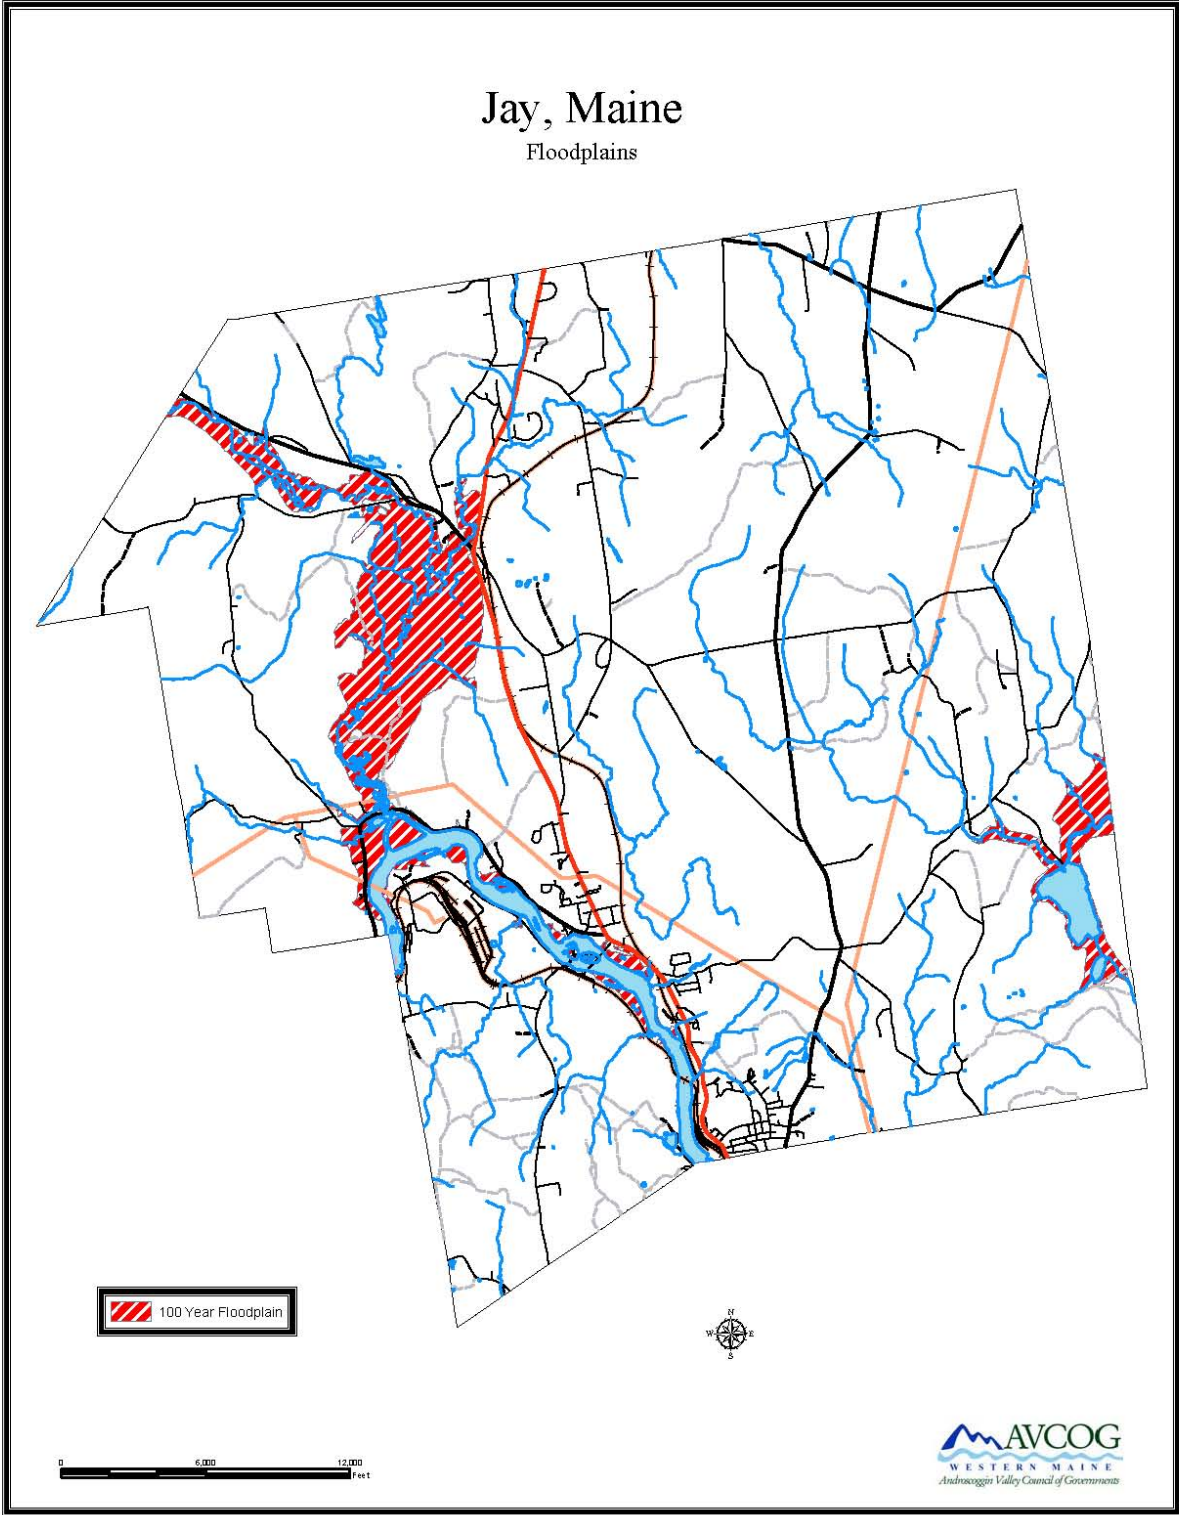 Jay, Maine
Floodplains
100 Year Floodplain
N
W E
S
0 6,000 12,000
Feet
AVCOG
WESTERN MAINE
Androscoggin Valley Council of Governments